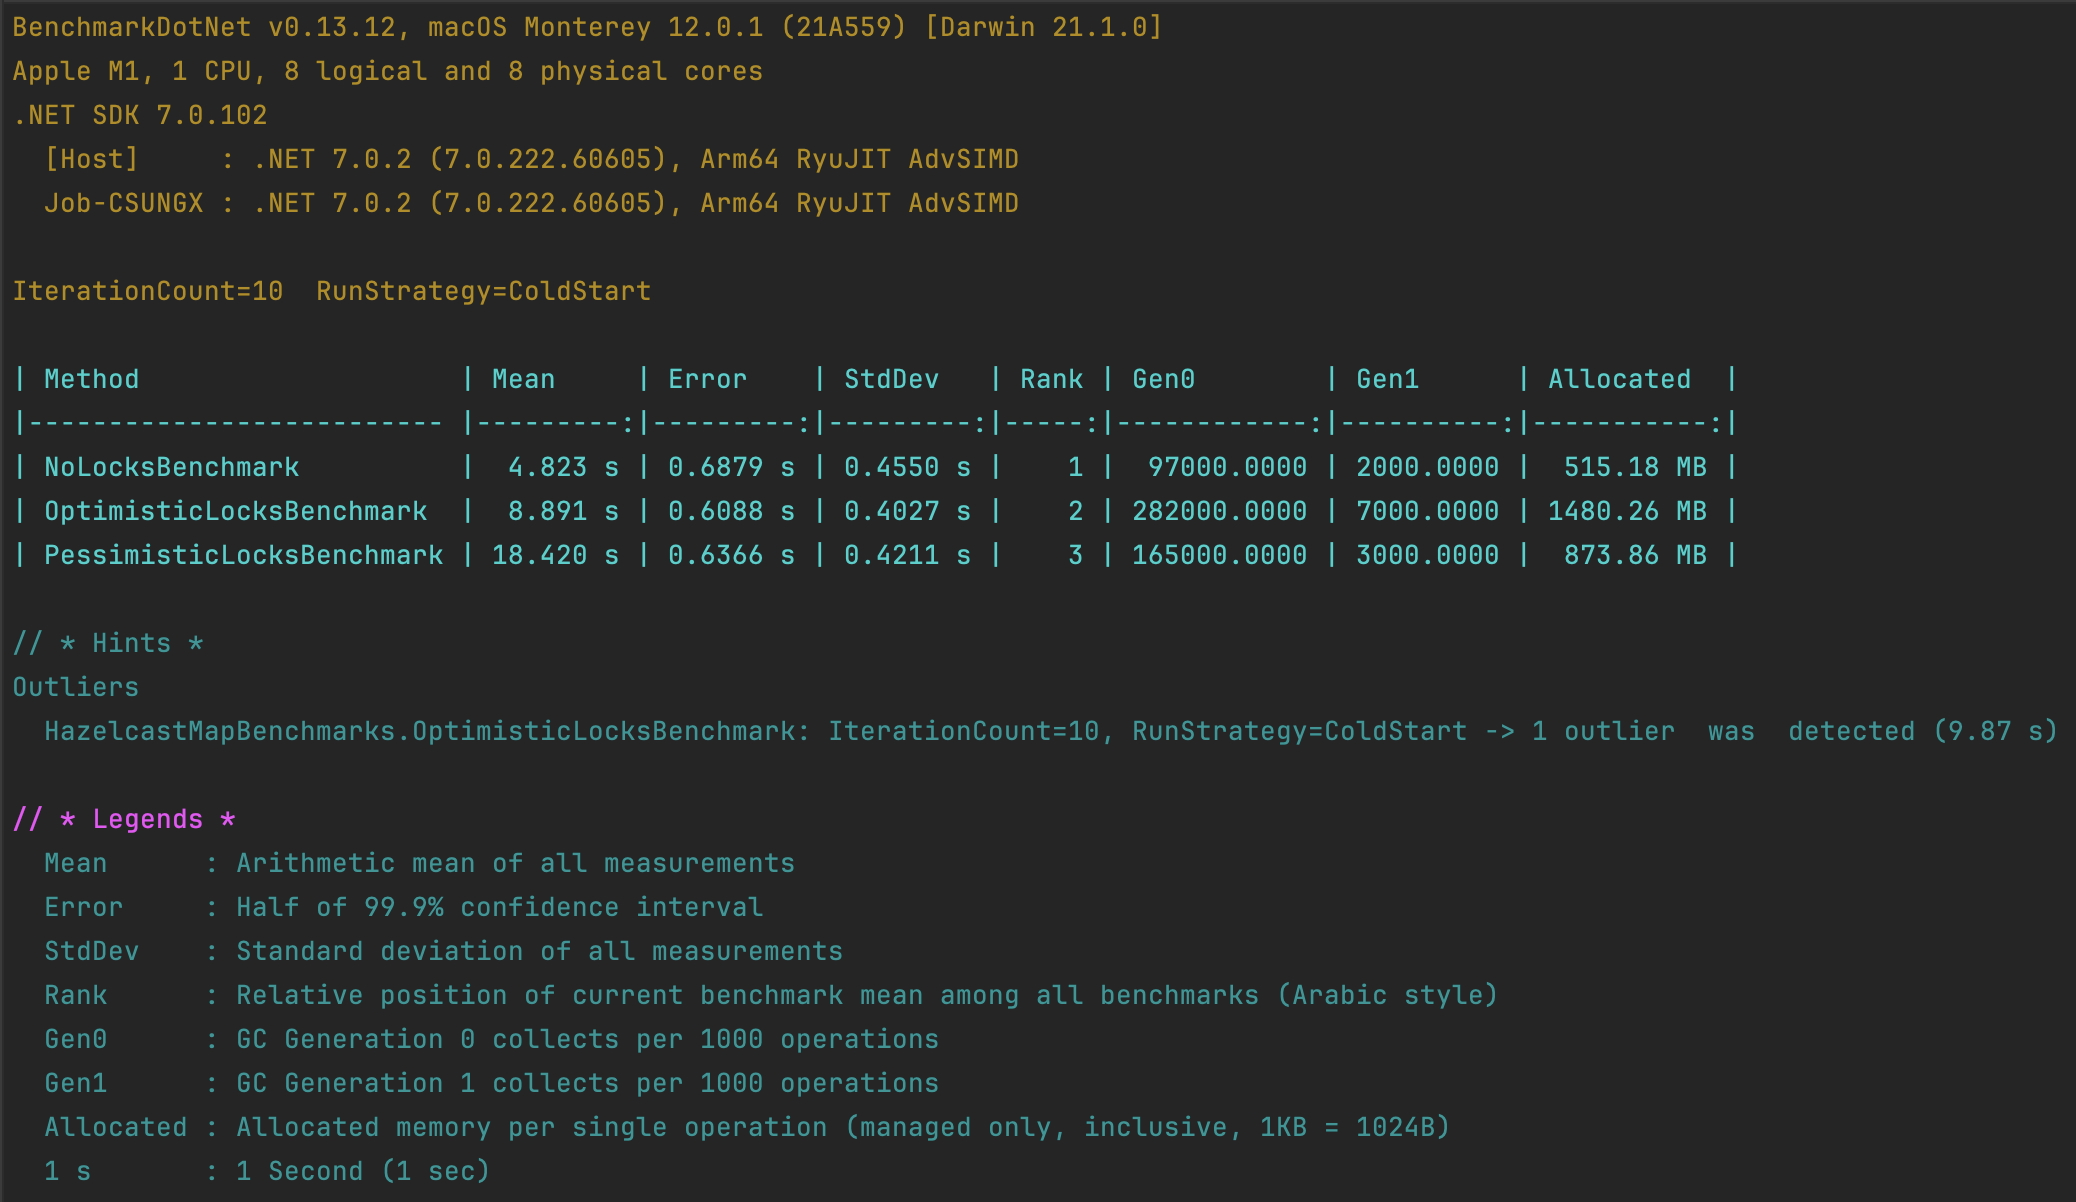 BenchmarkDotNet v0.13.12, macOS Monterey 12.0.1 (21A559) [Darwin 21.1.0]
Apple M1, 1 CPU, 8 logical and 8 physical cores
.NET SDK 7.0.102
  [Host]     : .NET 7.0.2 (7.0.222.60605), Arm64 RyuJIT AdvSIMD
  Job-CSUNGX : .NET 7.0.2 (7.0.222.60605), Arm64 RyuJIT AdvSIMD

IterationCount=10  RunStrategy=ColdStart

| Method                    | Mean     | Error    | StdDev   | Rank | Gen0        | Gen1      | Allocated  |
|-------------------------- |---------:|---------:|---------:|-----:|------------:|----------:|-----------:|
| NoLocksBenchmark          |  4.823 s | 0.6879 s | 0.4550 s |    1 |  97000.0000 | 2000.0000 |  515.18 MB |
| OptimisticLocksBenchmark  |  8.891 s | 0.6088 s | 0.4027 s |    2 | 282000.0000 | 7000.0000 | 1480.26 MB |
| PessimisticLocksBenchmark | 18.420 s | 0.6366 s | 0.4211 s |    3 | 165000.0000 | 3000.0000 |  873.86 MB |

// * Hints *
Outliers
  HazelcastMapBenchmarks.OptimisticLocksBenchmark: IterationCount=10, RunStrategy=ColdStart -> 1 outlier  was  detected (9.87 s)

// * Legends *
  Mean      : Arithmetic mean of all measurements
  Error     : Half of 99.9% confidence interval
  StdDev    : Standard deviation of all measurements
  Rank      : Relative position of current benchmark mean among all benchmarks (Arabic style)
  Gen0      : GC Generation 0 collects per 1000 operations
  Gen1      : GC Generation 1 collects per 1000 operations
  Allocated : Allocated memory per single operation (managed only, inclusive, 1KB = 1024B)
  1 s       : 1 Second (1 sec)